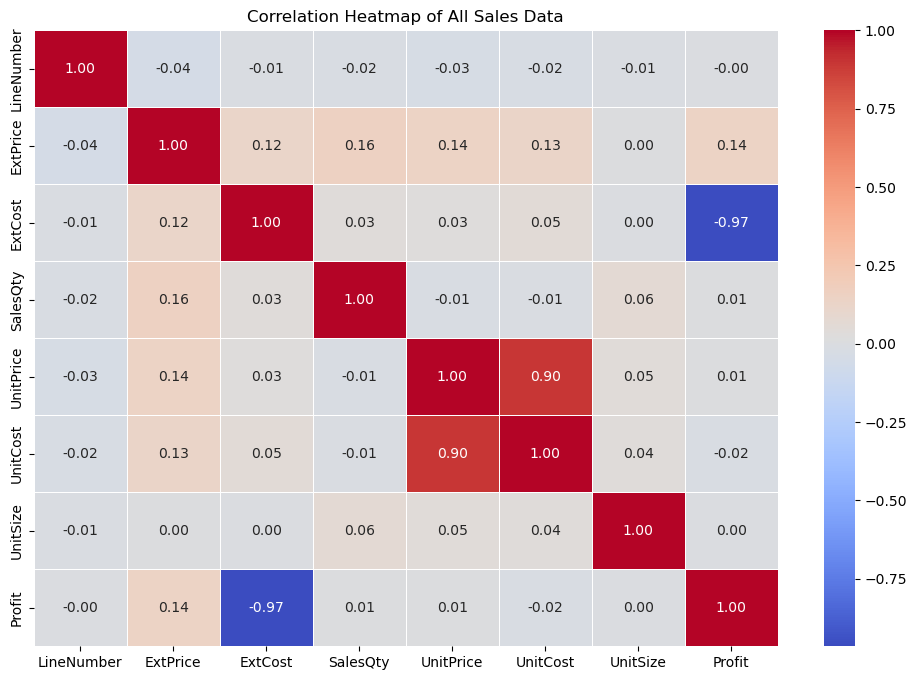 Correlation Heatmap of All Sales Data
LineNumber 1.00 -0.04 -0.01 -0.02 -0.03 -0.02 -0.01 -0.00
ExtPrice -0.04 1.00 0.12 0.16 0.14 0.13 0.00 0.14
ExtCost -0.01 0.12 1.00 0.03 0.03 0.05 0.00 -0.97
SalesQty -0.02 0.16 0.03 1.00 -0.01 -0.01 0.06 0.01
UnitPrice -0.03 0.14 0.03 -0.01 1.00 0.90 0.05 0.01
UnitCost -0.02 0.13 0.05 -0.01 0.90 1.00 0.04 -0.02
UnitSize -0.01 0.00 0.00 0.06 0.05 0.04 1.00 0.00
Profit -0.00 0.14 -0.97 0.01 0.01 -0.02 0.00 1.00
LineNumber ExtPrice ExtCost SalesQty UnitPrice UnitCost UnitSize Profit
1.00
0.75
0.50
0.25
0.00
−0.25
−0.50
−0.75